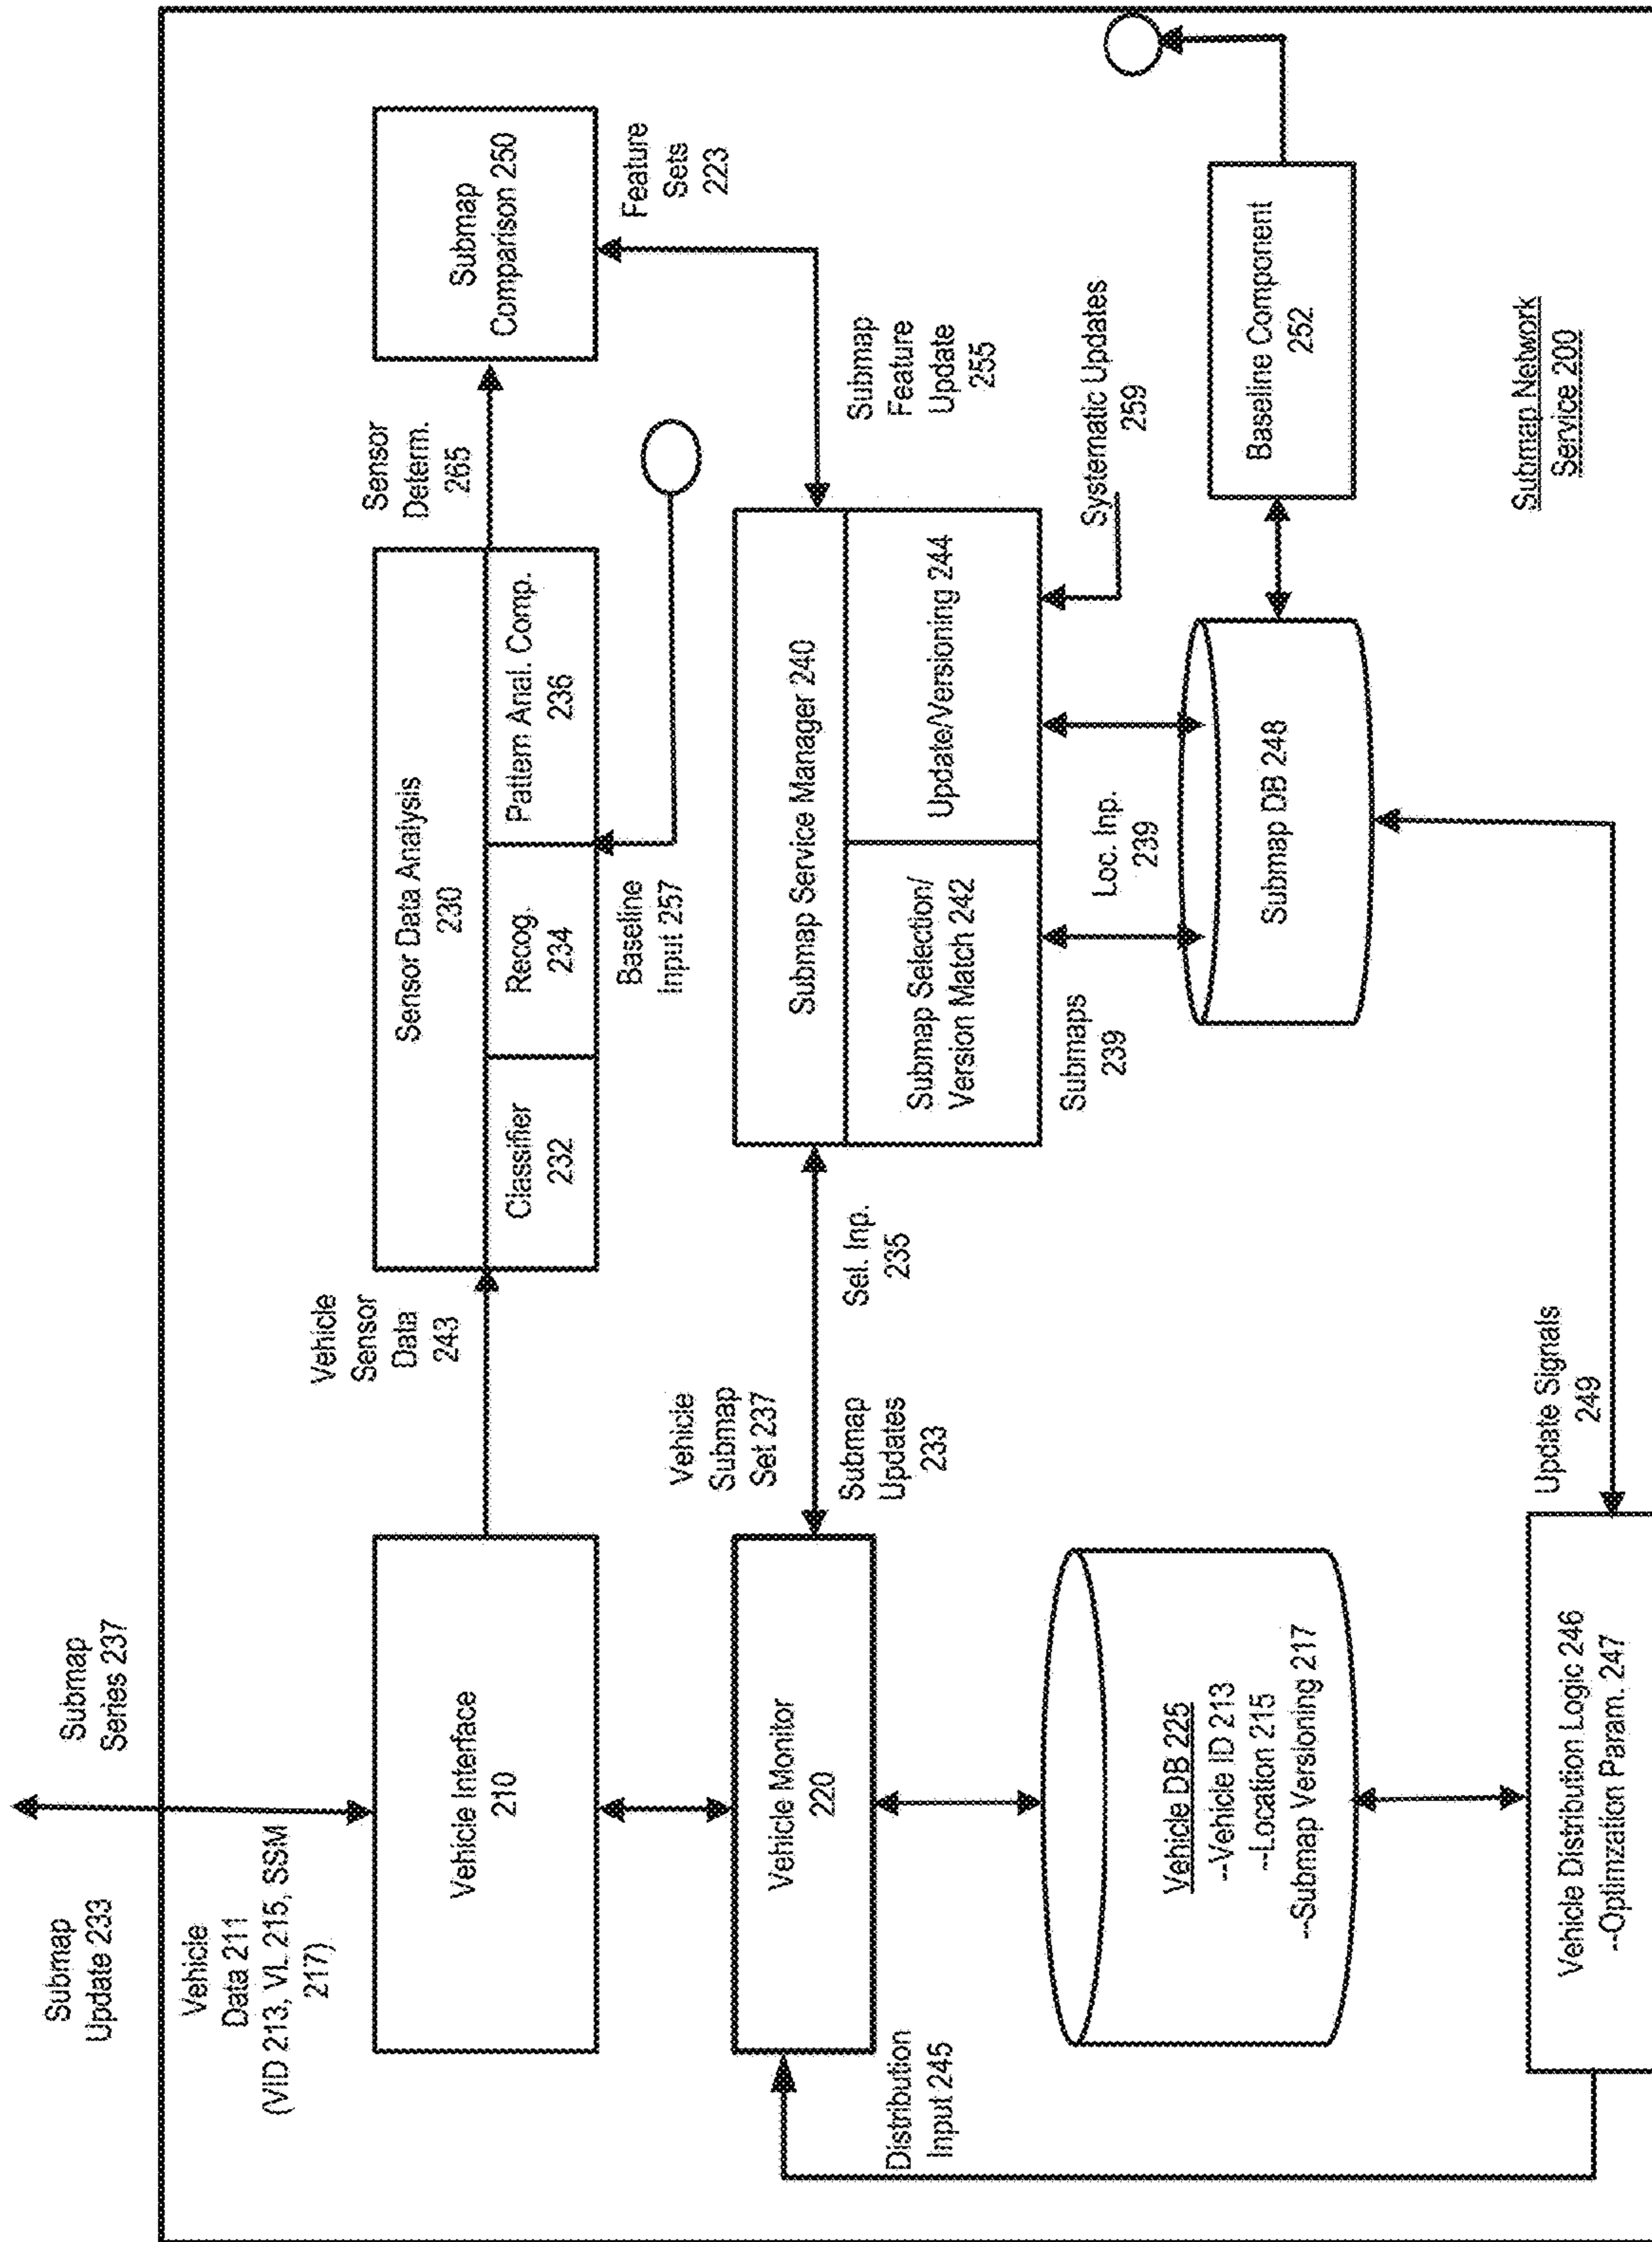 Submap
Update 233
Submap
Series 237
Vehicle
Data 211
(VID 213, VL 215, SSM
217)
Vehicle Interface
210
Vehicle
Sensor
Data
243
Sensor Data Analysis
230
Classifier
232
Recog.
234
Pattern Anal. Comp.
236
Sensor
Determ.
265
Submap
Comparison 250
Baseline
Input 257
Feature
Sets
223
Vehicle Monitor
220
Vehicle
Submap
Set 237
Submap
Updates
233
Sel. Inp.
235
Submap Service Manager 240
Submap Selection/
Version Match 242
Update/Versioning 244
Submap
Feature
Update
255
Distribution
Input 245
Submaps
239
Loc. Inp.
239
Systematic Updates
259
Vehicle DB 225
--Vehicle ID 213
--Location 215
--Submap Versioning 217
Submap DB 248
Baseline Component
252
Vehicle Distribution Logic 246
--Optimzation Param. 247
Update Signals
249
Submap Network
Service 200